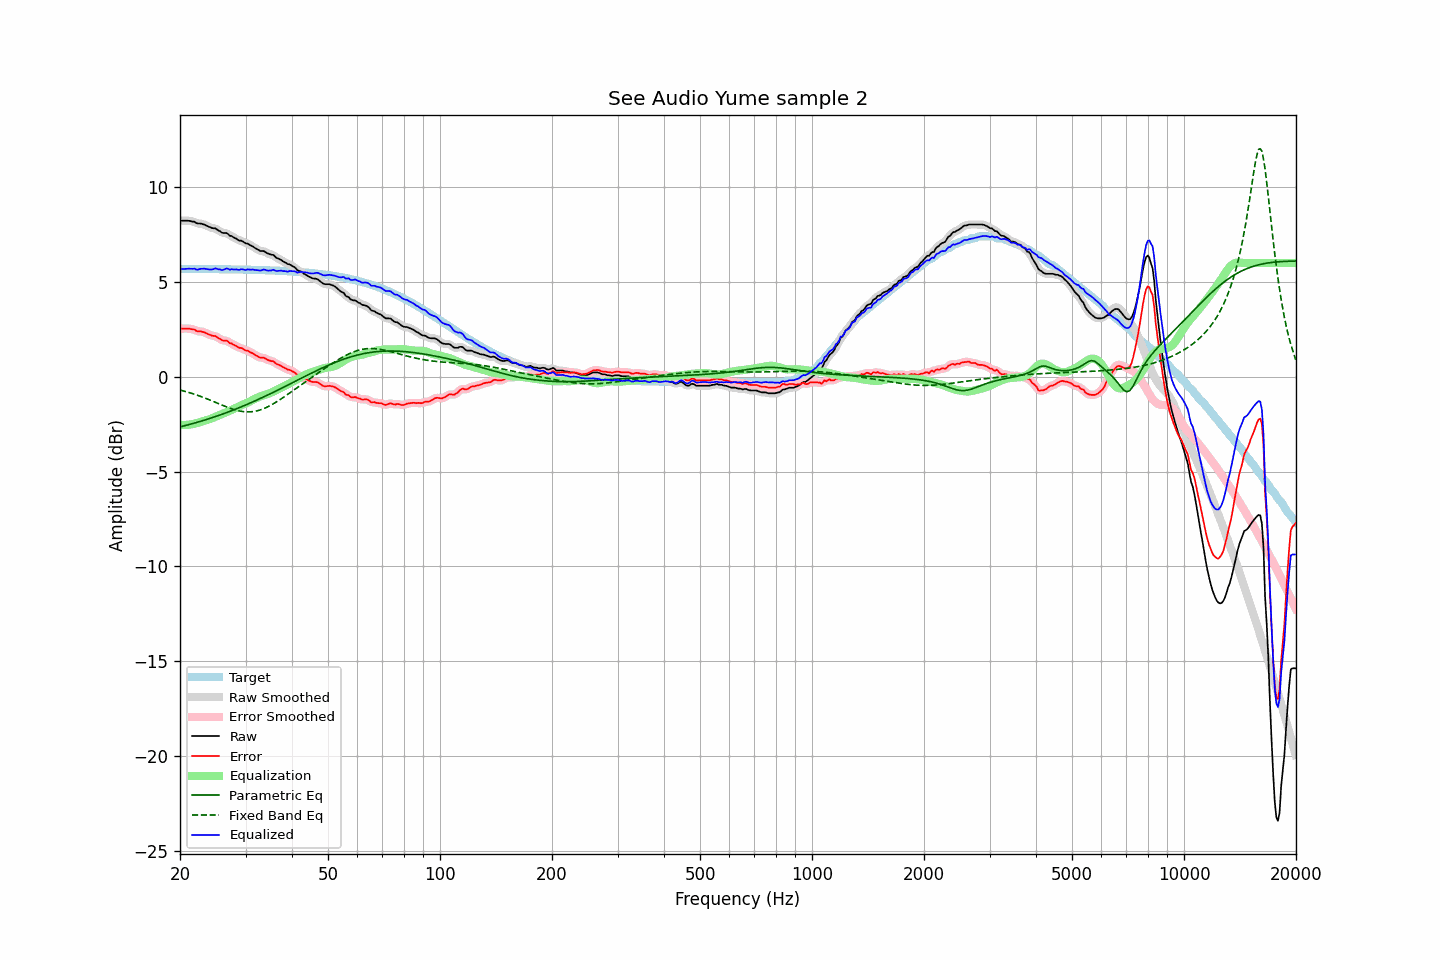 See Audio Yume sample 2
Amplitude (dBr)
10
5
0
−5
−10
−15
−20
−25
Target
Raw Smoothed
Error Smoothed
Raw
Error
Equalization
Parametric Eq
Fixed Band Eq
Equalized
20 50 100 200 500 1000 2000 5000 10000 20000
Frequency (Hz)